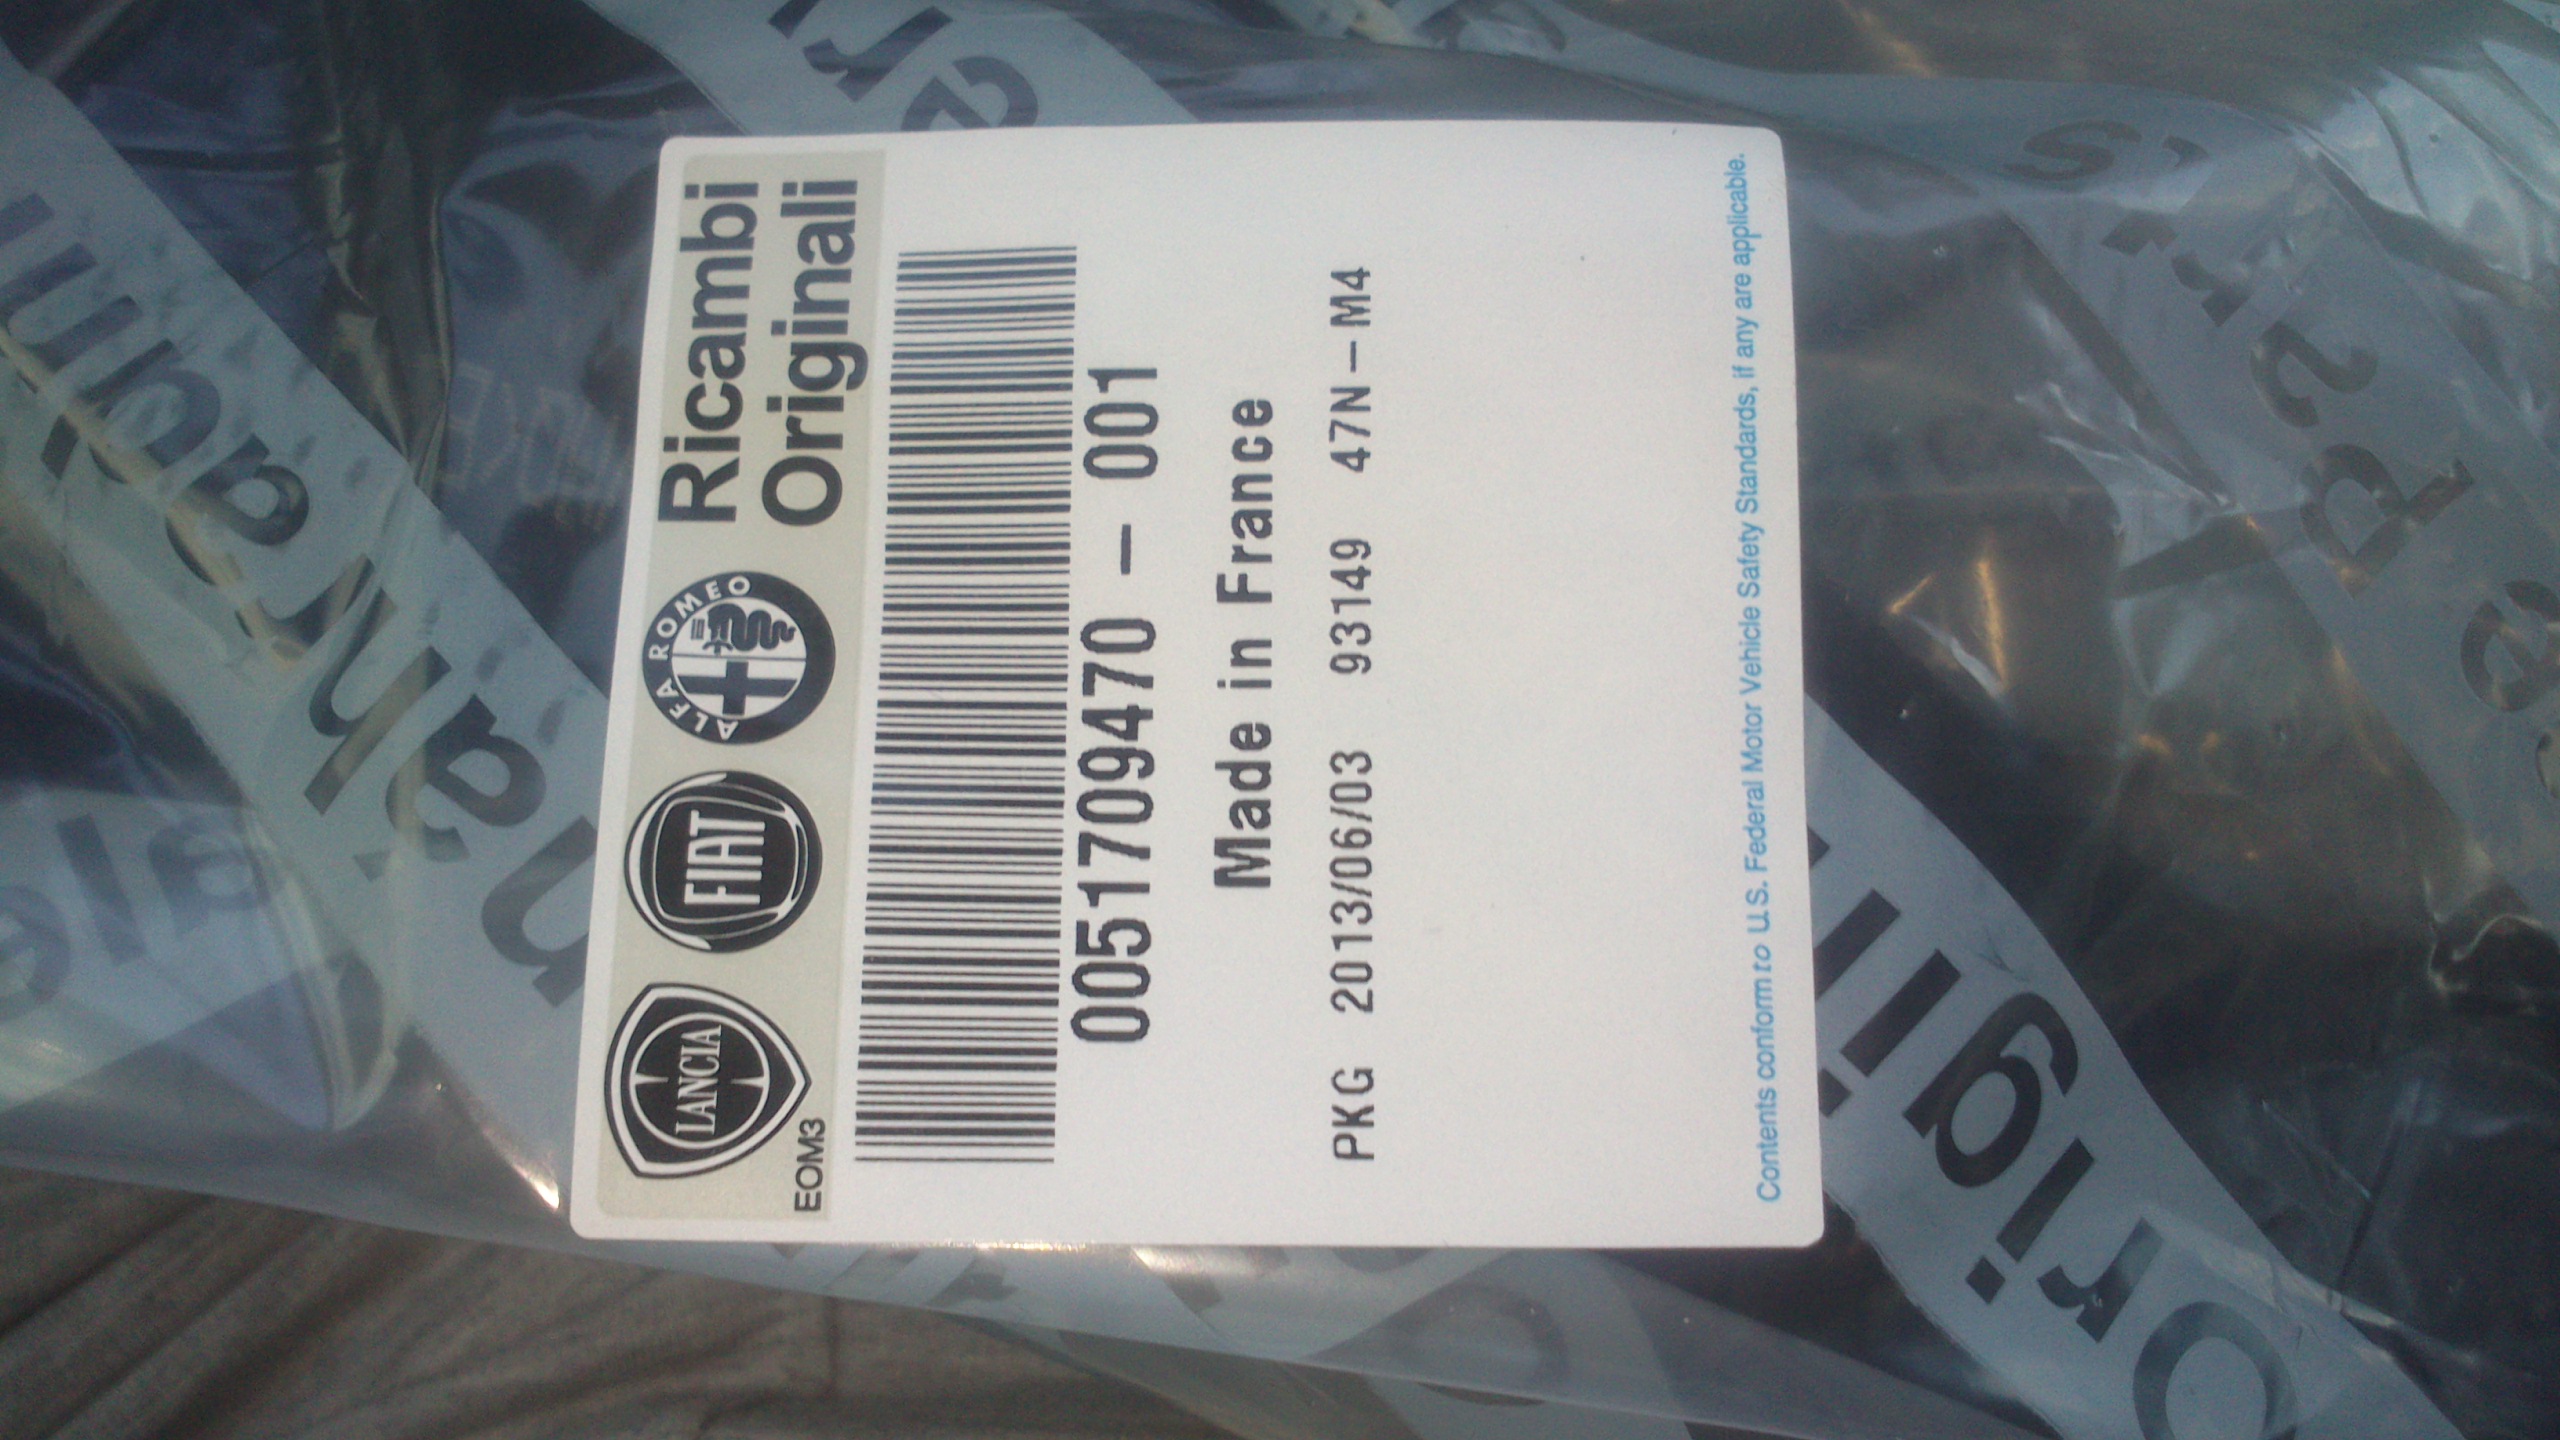 LANCIA
FIAT
ALFA ROMEO
Ricambi
Originali
EOM3
0051709470 - 001
Made in France
PKG 2013/06/03 93149 47N-M4
Contents conform to U.S. Federal Motor Vehicle Safety Standards, if any are applicable.